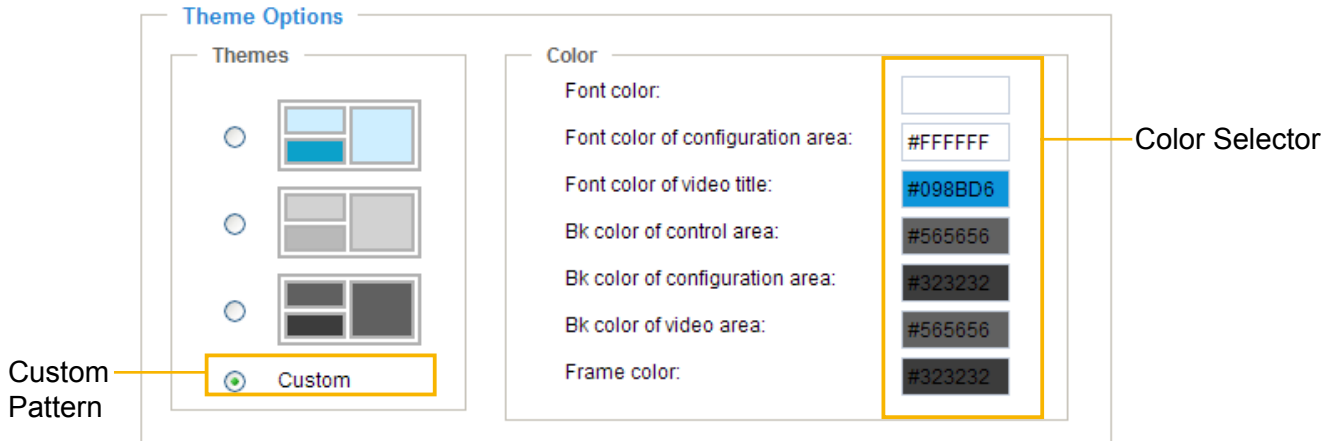 Theme Options
Themes
Custom
Custom
Pattern
Color
Font color:
Font color of configuration area: #FFFFFF
Font color of video title: #098BD6
Bk color of control area: #565656
Bk color of configuration area: #323232
Bk color of video area: #565656
Frame color: #323232
Color Selector